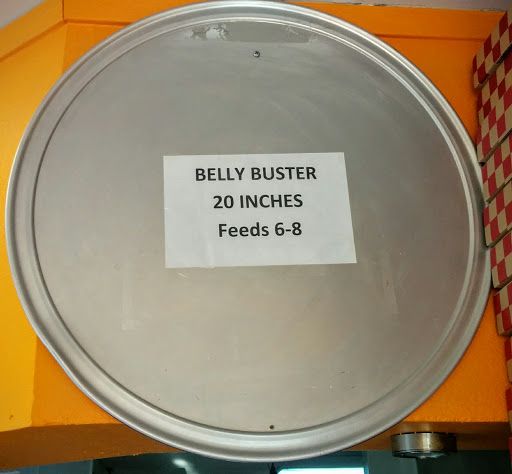 BELLY BUSTER
20 INCHES
Feeds 6-8